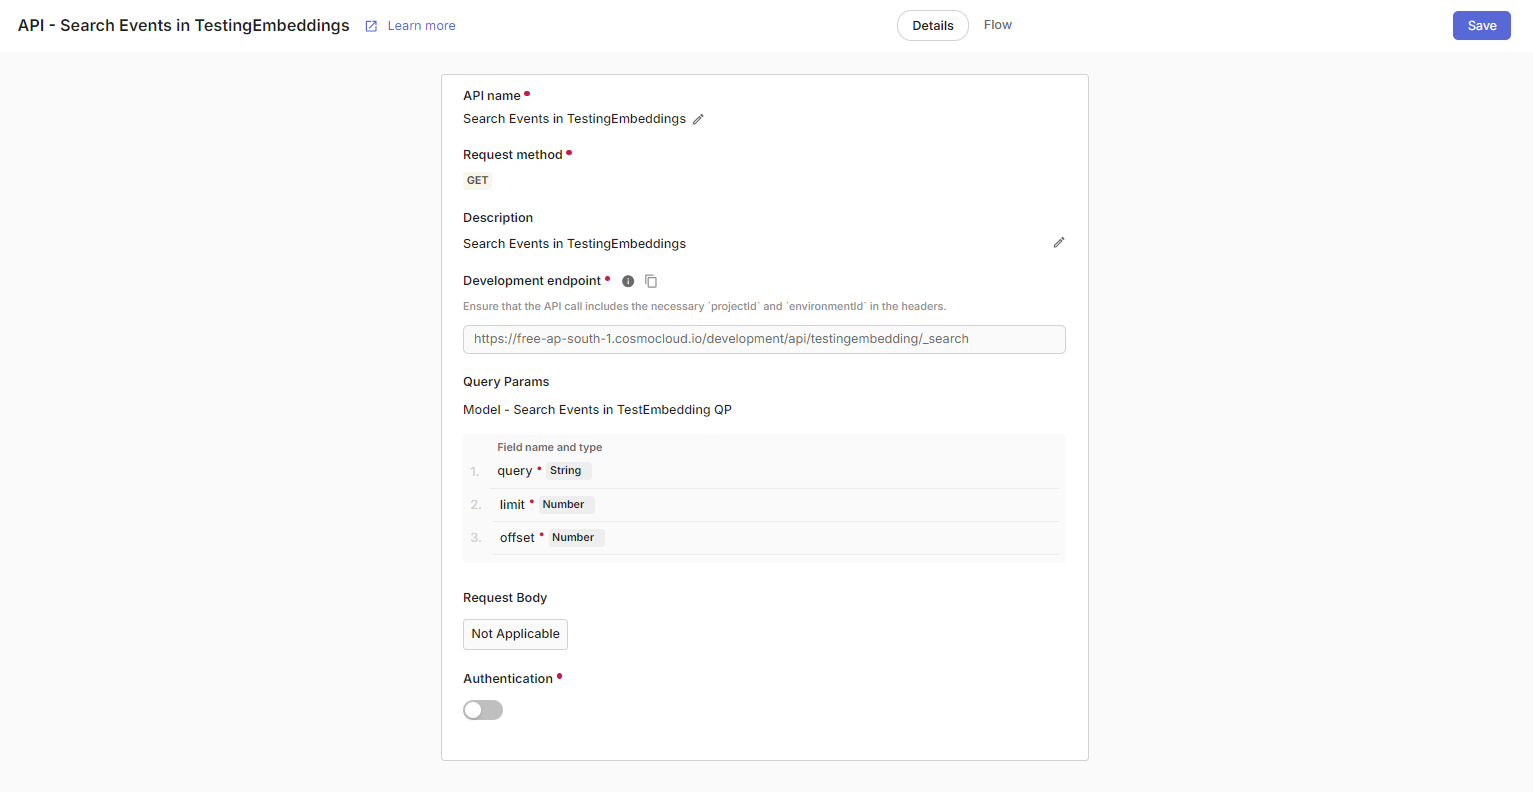 API - Search Events in TestingEmbeddings Learn more Details Flow Save
API name
Search Events in TestingEmbeddings
Request method
GET
Description
Search Events in TestingEmbeddings
Development endpoint
Ensure that the API call includes the necessary `projectId` and `environmentId` in the headers.
https://free-ap-south-1.cosmocloud.io/development/api/testingembedding/_search
Query Params
Model - Search Events in TestEmbedding QP
Field name and type
1. query String
2. limit Number
3. offset Number
Request Body
Not Applicable
Authentication